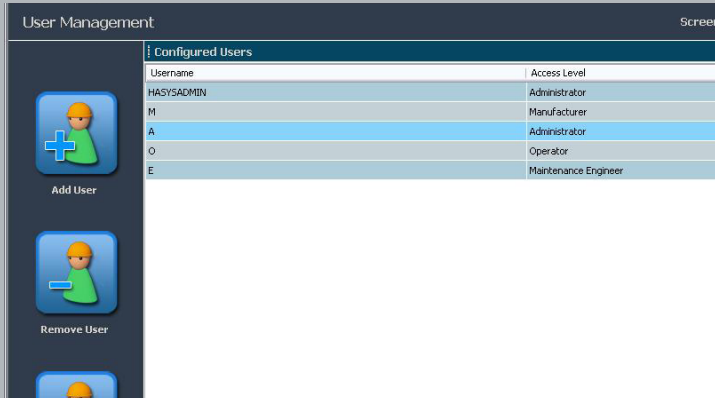 User Management
Configured Users
Username Access Level
HASYSADMIN Administrator
M Manufacturer
A Administrator
O Operator
E Maintenance Engineer
Add User
Remove User